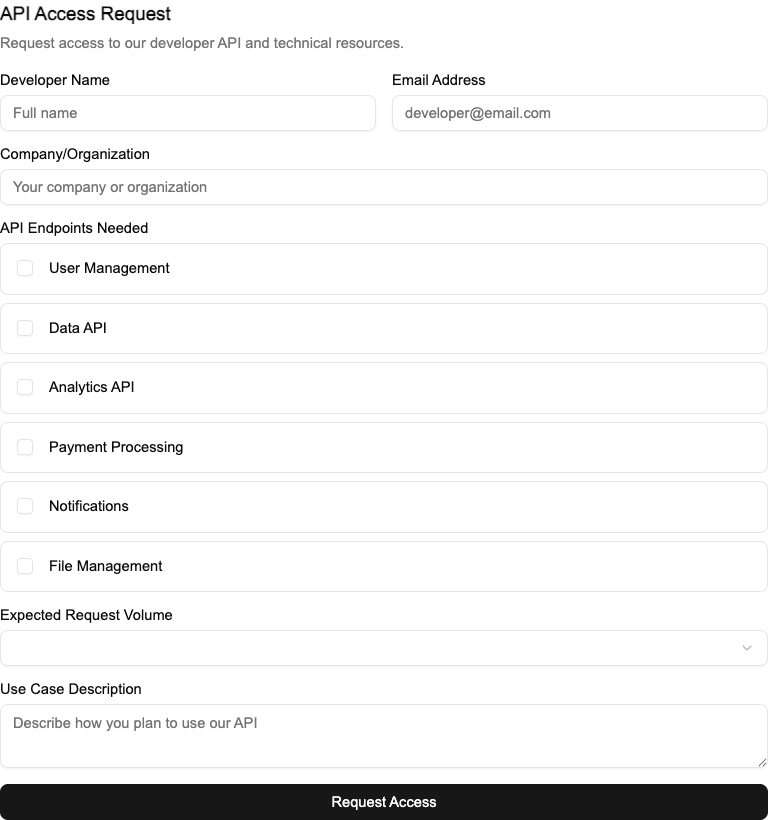 API Access Request
Request access to our developer API and technical resources.
Developer Name
Email Address
Full name
developer@email.com
Company/Organization
Your company or organization
API Endpoints Needed
User Management
Data API
Analytics API
Payment Processing
Notifications
File Management
Expected Request Volume
Use Case Description
Describe how you plan to use our API
Request Access